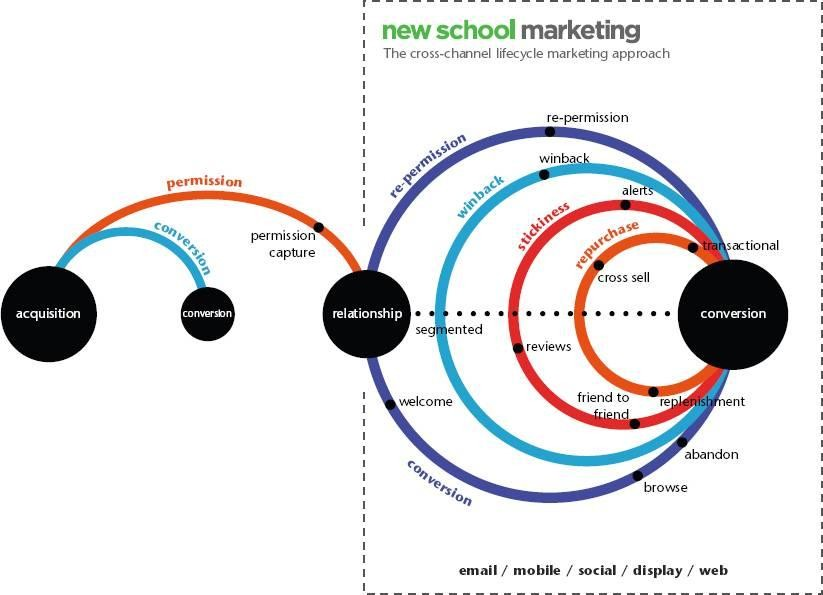 new school marketing
The cross-channel lifecycle marketing approach
re-permission
re-permission
winback
winback
permission
alerts
stickiness
conversion
permission
capture
repurchase
transactional
cross sell
acquisition
conversion
relationship
conversion
segmented
reviews
friend to
friend
replenishment
welcome
abandon
conversion
browse
email / mobile / social / display / web